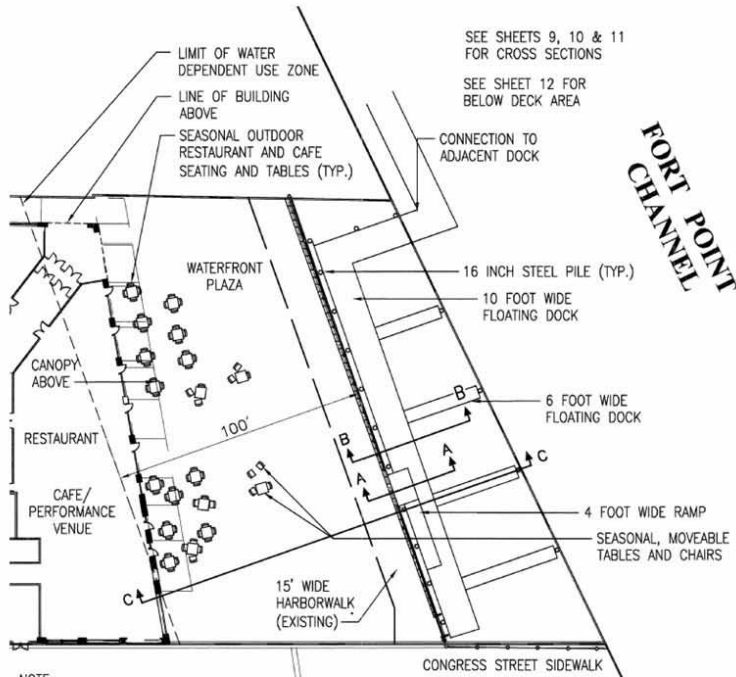 SEE SHEETS 9, 10 & 11
FOR CROSS SECTIONS
SEE SHEET 12 FOR
BELOW DECK AREA
LIMIT OF WATER
DEPENDENT USE ZONE
LINE OF BUILDING
ABOVE
SEASONAL OUTDOOR
RESTAURANT AND CAFE
SEATING AND TABLES (TYP.)
CONNECTION TO
ADJACENT DOCK
FORT POINT
CHANNEL
WATERFRONT
PLAZA
16 INCH STEEL PILE (TYP.)
10 FOOT WIDE
FLOATING DOCK
CANOPY
ABOVE
B
6 FOOT WIDE
FLOATING DOCK
100'
RESTAURANT
B
A
C
A
CAFE/
PERFORMANCE
VENUE
4 FOOT WIDE RAMP
SEASONAL, MOVEABLE
TABLES AND CHAIRS
C
15' WIDE
HARBORWALK
(EXISTING)
CONGRESS STREET SIDEWALK
NOTE